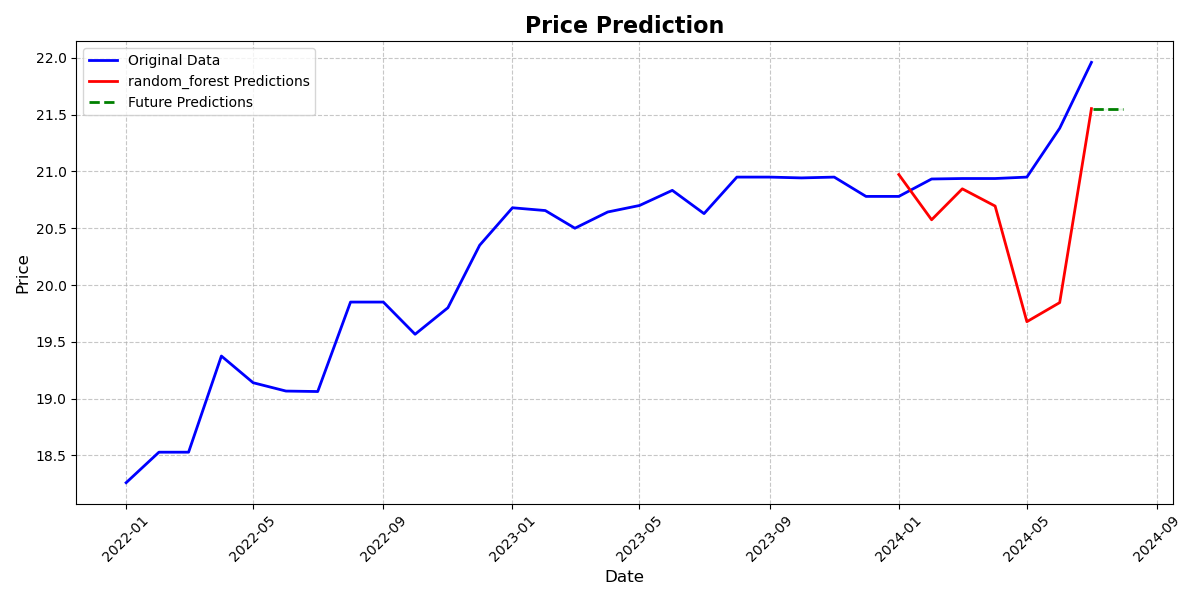 Price Prediction
Original Data
random_forest Predictions
Future Predictions
22.0
21.5
21.0
20.5
20.0
19.5
19.0
18.5
Price
2022-01
2022-05
2022-09
2023-01
2023-05
2023-09
2024-01
2024-05
2024-09
Date